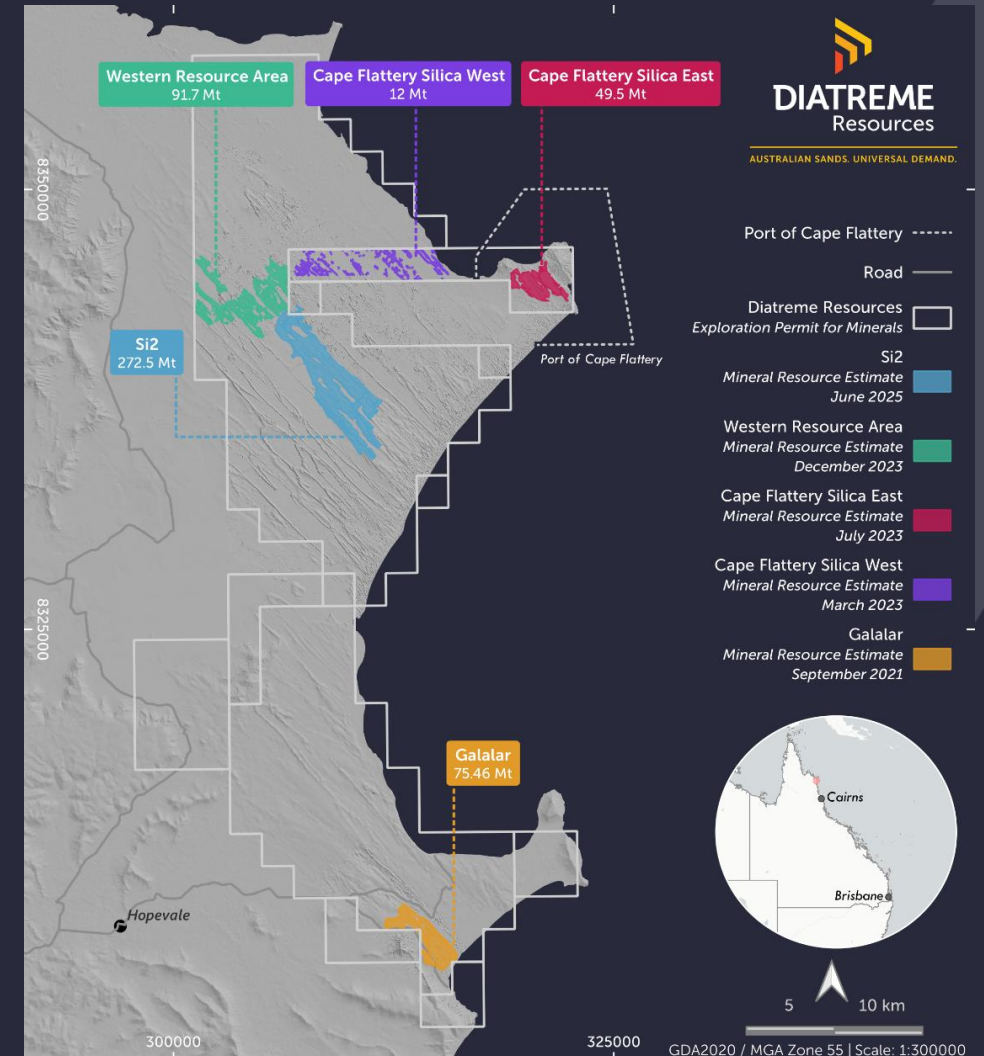 Western Resource Area
91.7 Mt
Cape Flattery Silica West
12 Mt
Cape Flattery Silica East
49.5 Mt
DIATREME
Resources
AUSTRALIAN SANDS. UNIVERSAL DEMAND.
8350000
Port of Cape Flattery
Road
Diatreme Resources
Exploration Permit for Minerals
Si2
272.5 Mt
Port of Cape Flattery
Si2
Mineral Resource Estimate
June 2025
Western Resource Area
Mineral Resource Estimate
December 2023
Cape Flattery Silica East
Mineral Resource Estimate
July 2023
Cape Flattery Silica West
Mineral Resource Estimate
March 2023
8325000
Galalar
Mineral Resource Estimate
September 2021
Galalar
75.46 Mt
Cairns
Brisbane
Hopevale
5 10 km
300000
325000
GDA2020 / MGA Zone 55 | Scale: 1:300000